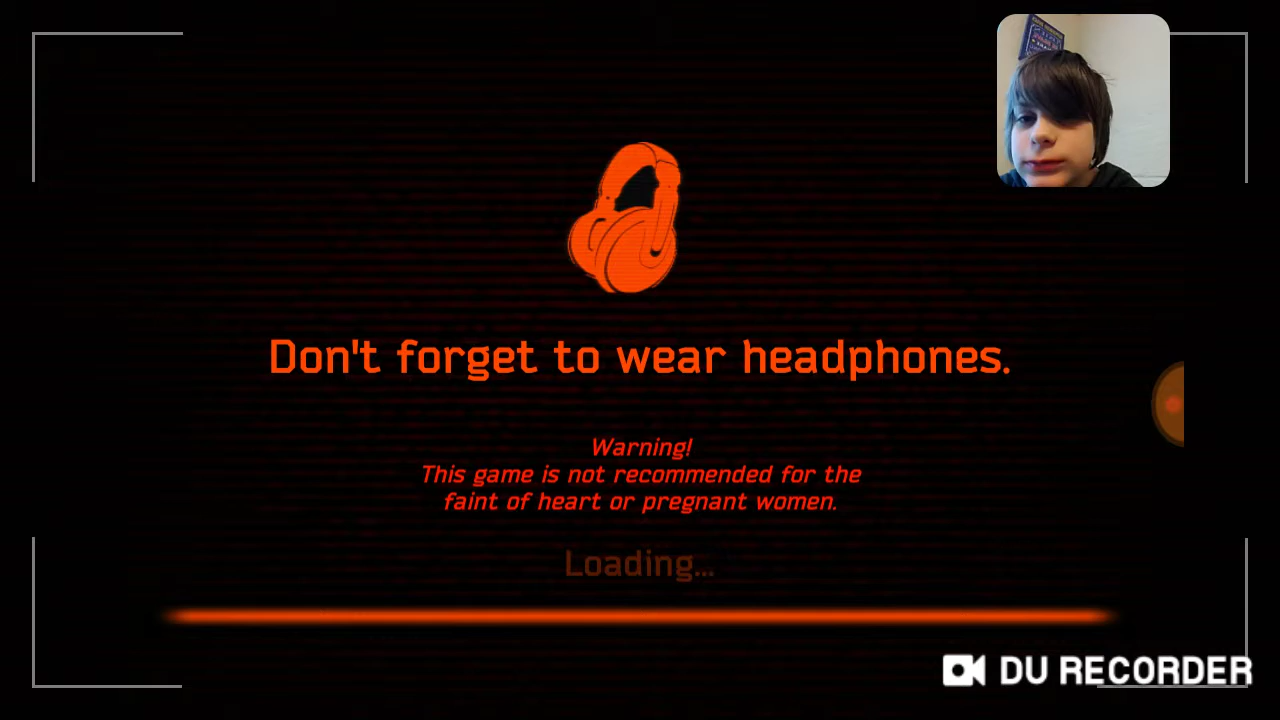 Don't forget to wear headphones.
Warning!
This game is not recommended for the
faint of heart or pregnant women.
Loading...
DU RECORDER